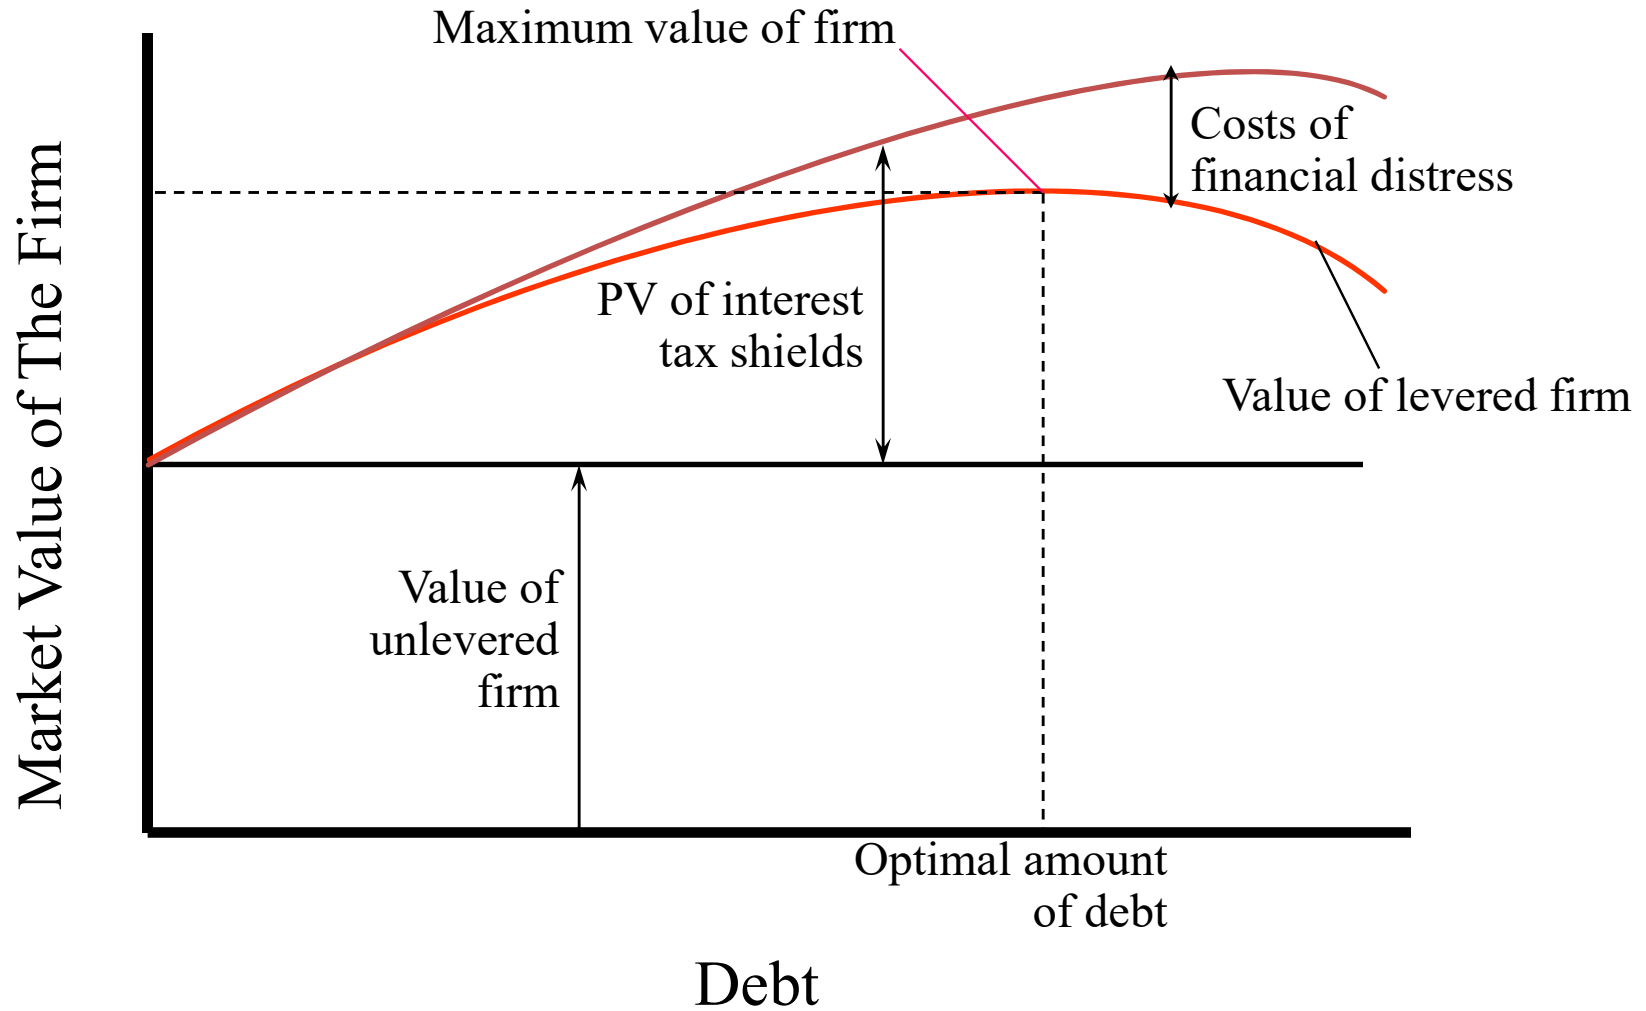 Maximum value of firm
Costs of
financial distress
PV of interest
tax shields
Value of levered firm
Value of
unlevered
firm
Optimal amount
of debt
Debt
Market Value of The Firm